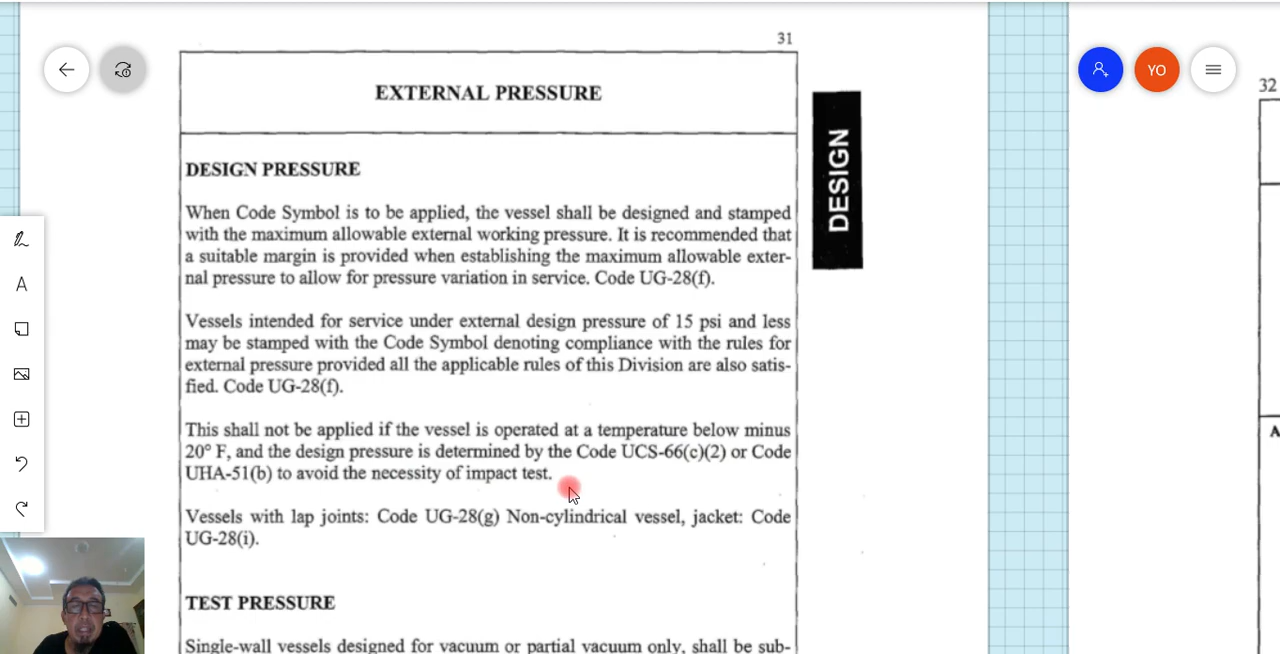 31
EXTERNAL PRESSURE
DESIGN PRESSURE
When Code Symbol is to be applied, the vessel shall be designed and stamped
with the maximum allowable external working pressure. It is recommended that
a suitable margin is provided when establishing the maximum allowable exter-
nal pressure to allow for pressure variation in service. Code UG-28(f).
Vessels intended for service under external design pressure of 15 psi and less
may be stamped with the Code Symbol denoting compliance with the rules for
external pressure provided all the applicable rules of this Division are also satis-
fied. Code UG-28(f).
This shall not be applied if the vessel is operated at a temperature below minus
20° F, and the design pressure is determined by the Code UCS-66(c)(2) or Code
UHA-51(b) to avoid the necessity of impact test.
Vessels with lap joints: Code UG-28(g) Non-cylindrical vessel, jacket: Code
UG-28(i).
TEST PRESSURE
Single-wall vessels designed for vacuum or partial vacuum only, shall be sub-
DESIGN
YO
32
A